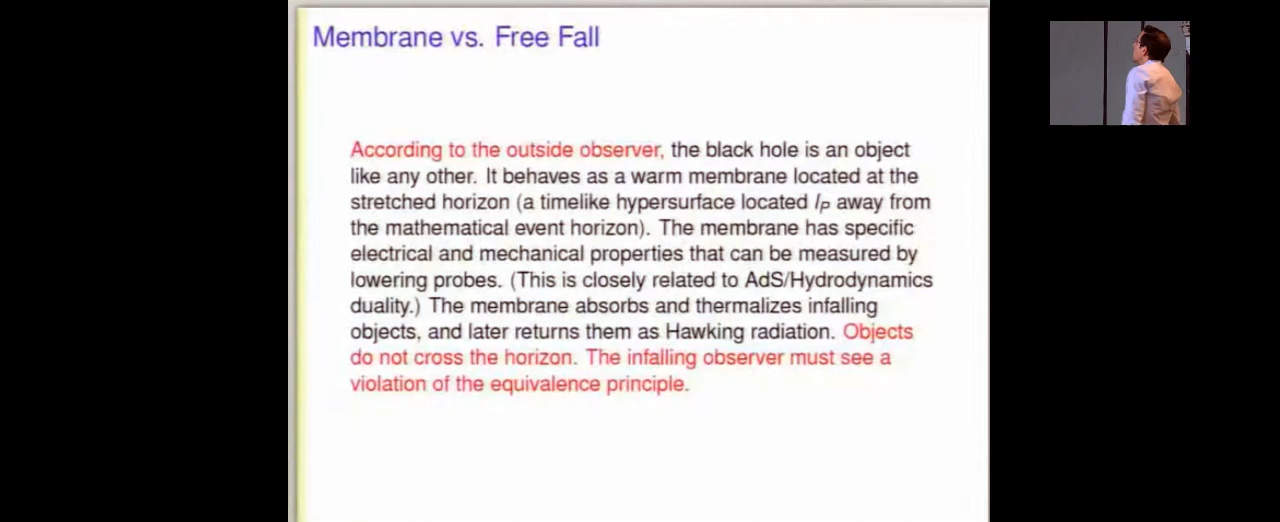 Membrane vs. Free Fall
According to the outside observer, the black hole is an object
like any other. It behaves as a warm membrane located at the
stretched horizon (a timelike hypersurface located lP away from
the mathematical event horizon). The membrane has specific
electrical and mechanical properties that can be measured by
lowering probes. (This is closely related to AdS/Hydrodynamics
duality.) The membrane absorbs and thermalizes infalling
objects, and later returns them as Hawking radiation. Objects
do not cross the horizon. The infalling observer must see a
violation of the equivalence principle.